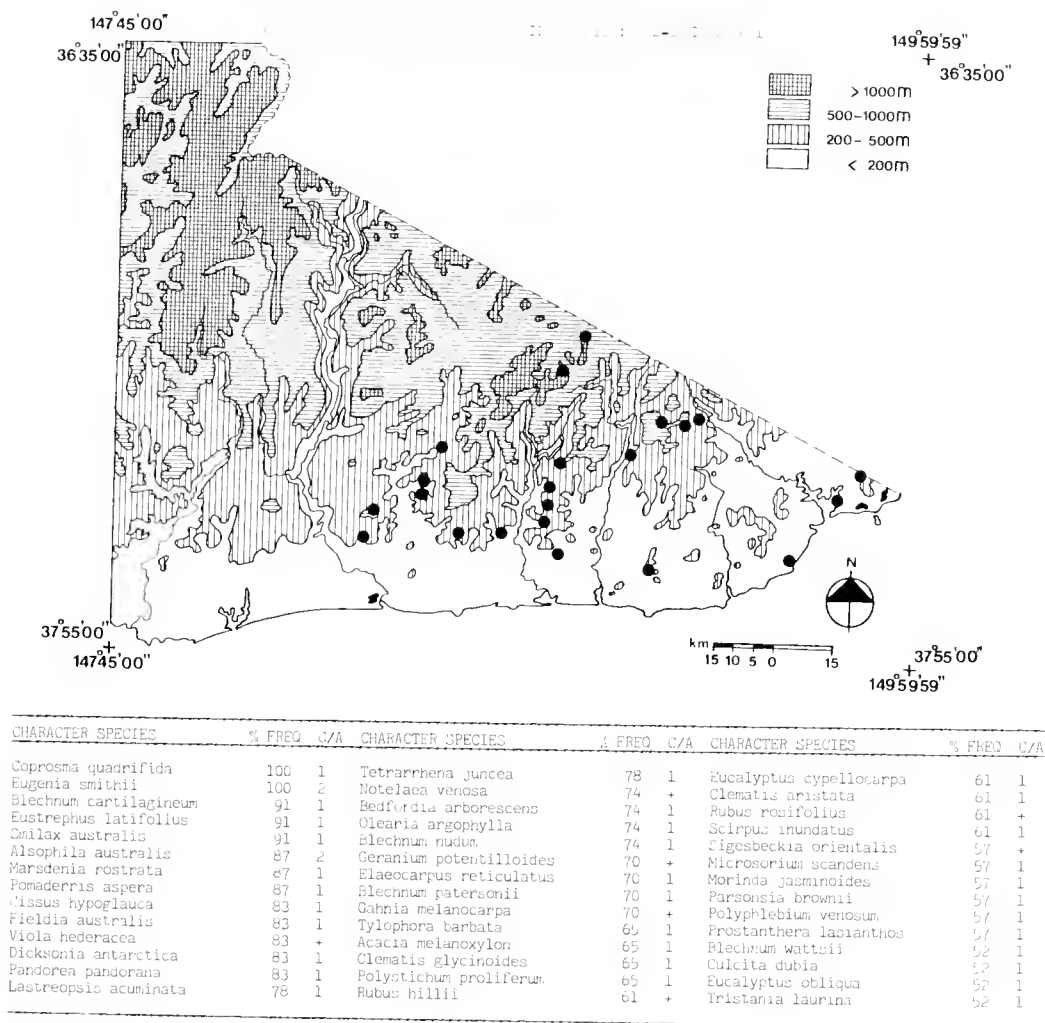 147°45'00"
36°35'00"
149°59'59"
36°35'00"
> 1000m
500-1000m
200-500m
< 200m
N
37°55'00"
147°45'00"
km
15 10 5 0 15
37°55'00"
149°59'59"
CHARACTER SPECIES % FREQ C/A CHARACTER SPECIES % FREQ C/A CHARACTER SPECIES % FREQ C/A
Coprosma quadrifida 100 1 Tetrarrhena juncea 78 1 Eucalyptus cypellocarpa 61 1
Eugenia smithii 100 2 Notelaea venosa 74 + Clematis aristata 61 1
Blechnum cartilagineum 91 1 Bedfordia arborescens 74 1 Rubus rosifolius 61 +
Eustrephus latifolius 91 1 Olearia argophylla 74 1 Scirpus inundatus 61 1
Smilax australis 91 1 Blechnum nudum 74 1 Sigesbeckia orientalis 57 +
Alsophila australis 87 2 Geranium potentilloides 70 + Microsorium scandens 57 1
Marsdenia rostrata 87 1 Elaeocarpus reticulatus 70 1 Morinda jasminoides 57 1
Pomaderris aspera 87 1 Blechnum patersonii 70 1 Parsonsia brownii 57 1
Cissus hypoglauca 83 1 Gahnia melanocarpa 70 + Polyphlebium venosum 57 1
Fieldia australis 83 1 Tylophora barbata 65 1 Prostanthera lasianthos 57 1
Viola hederacea 83 + Acacia melanoxylon 65 1 Blechnum wattsii 52 1
Dicksonia antarctica 83 1 Clematis glycinoides 65 1 Culcita dubia 52 1
Pandorea pandorana 83 1 Polystichum proliferum 65 1 Eucalyptus obliqua 52 1
Lastreopsis acuminata 78 1 Rubus hillii 61 + Tristania laurina 52 1